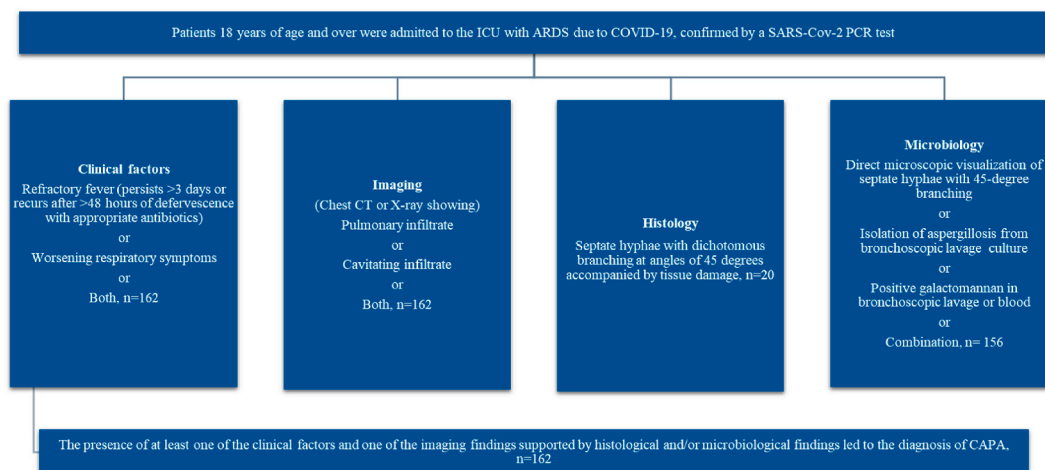 Patients 18 years of age and over were admitted to the ICU with ARDS due to COVID-19, confirmed by a SARS-Cov-2 PCR test
Clinical factors
Refractory fever (persists >3 days or
recurs after >48 hours of defervescence
with appropriate antibiotics)
or
Worsening respiratory symptoms
or
Both, n=162
Imaging
(Chest CT or X-ray showing)
Pulmonary infiltrate
or
Cavitating infiltrate
or
Both, n=162
Histology
Septate hyphae with dichotomous
branching at angles of 45 degrees
accompanied by tissue damage, n=20
Microbiology
Direct microscopic visualization of
septate hyphae with 45-degree
branching
or
Isolation of aspergillosis from
bronchoscopic lavage culture
or
Positive galactomannan in
bronchoscopic lavage or blood
or
Combination, n= 156
The presence of at least one of the clinical factors and one of the imaging findings supported by histological and/or microbiological findings led to the diagnosis of CAPA,
n=162